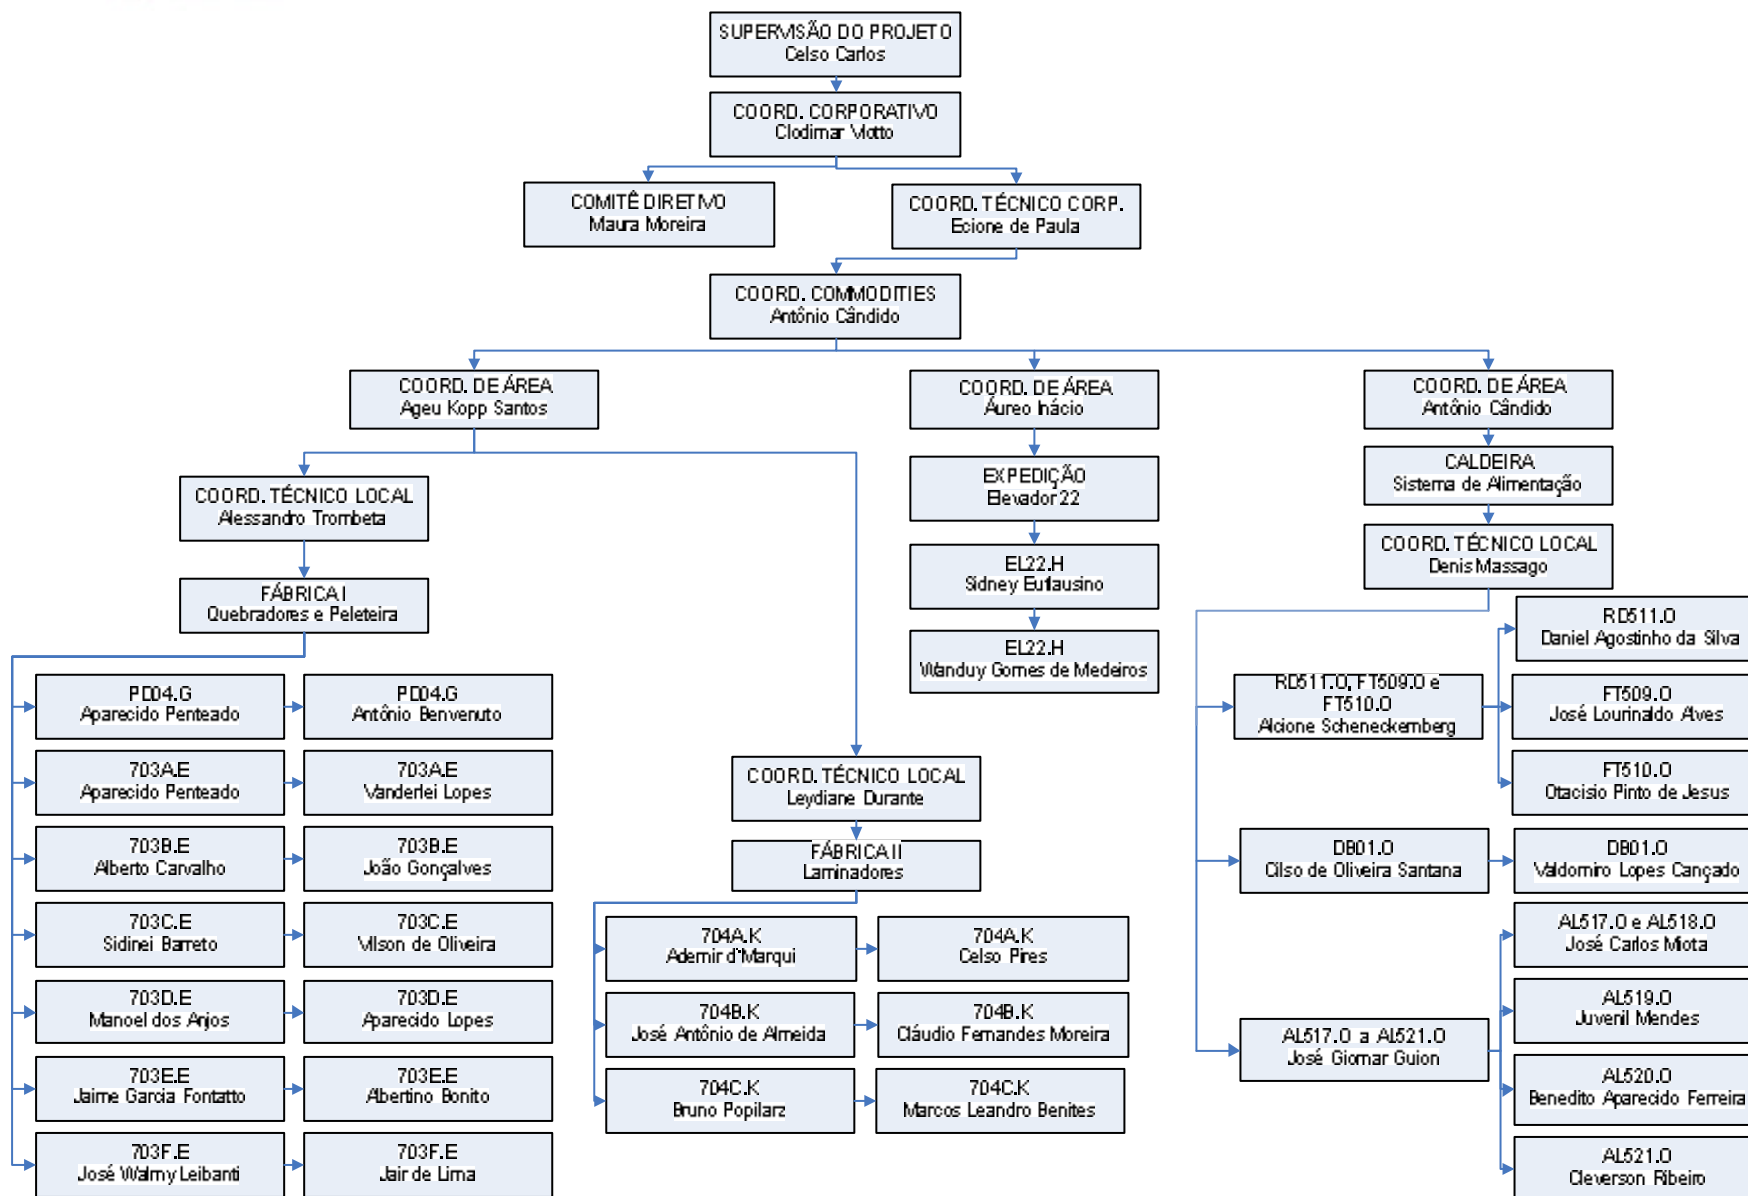 SUPERVISÃO DO PROJETO
Celso Carlos
COORD. CORPORATIVO
Clodimar Viotto
COMITÊ DIRETIVO
Maura Moreira
COORD. TÉCNICO CORP.
Ecione de Paula
COORD. COMMODITIES
Antônio Cândido
COORD. DE ÁREA
Ageu Kopp Santos
COORD. DE ÁREA
Áureo Inácio
COORD. DE ÁREA
Antônio Cândido
COORD. TÉCNICO LOCAL
Alessandro Trombeta
FÁBRICA I
Quebradores e Peleteira
EXPEDIÇÃO
Elevador 22
EL22.H
Sidney Euflausino
EL22.H
Wanduy Gomes de Medeiros
CALDEIRA
Sistema de Alimentação
COORD. TÉCNICO LOCAL
Denis Massago
PD04.G
Aparecido Penteado
PD04.G
Antônio Benvenuto
703A.E
Aparecido Penteado
703A.E
Vanderlei Lopes
703B.E
Alberto Carvalho
703B.E
João Gonçalves
703C.E
Sidinei Barreto
703C.E
Vilson de Oliveira
703D.E
Manoel dos Anjos
703D.E
Aparecido Lopes
703E.E
Jaime Garcia Fontatto
703E.E
Albertino Bonito
703F.E
José Walmy Leibanti
703F.E
Jair de Lima
COORD. TÉCNICO LOCAL
Leydiane Durante
FÁBRICA II
Laminadores
704A.K
Ademir d'Marqui
704A.K
Celso Pires
704B.K
José Antônio de Almeida
704B.K
Cláudio Fernandes Moreira
704C.K
Bruno Popilarz
704C.K
Marcos Leandro Benites
RD511.O, FT509.O e
FT510.O
Alcione Scheneckemberg
RD511.O
Daniel Agostinho da Silva
FT509.O
José Lourinaldo Alves
FT510.O
Otacisio Pinto de Jesus
DB01.O
Cilso de Oliveira Santana
DB01.O
Valdomiro Lopes Cançado
AL517.O a AL521.O
José Giomar Guion
AL517.O e AL518.O
José Carlos Miota
AL519.O
Juvenil Mendes
AL520.O
Benedito Aparecido Ferreira
AL521.O
Cleverson Ribeiro